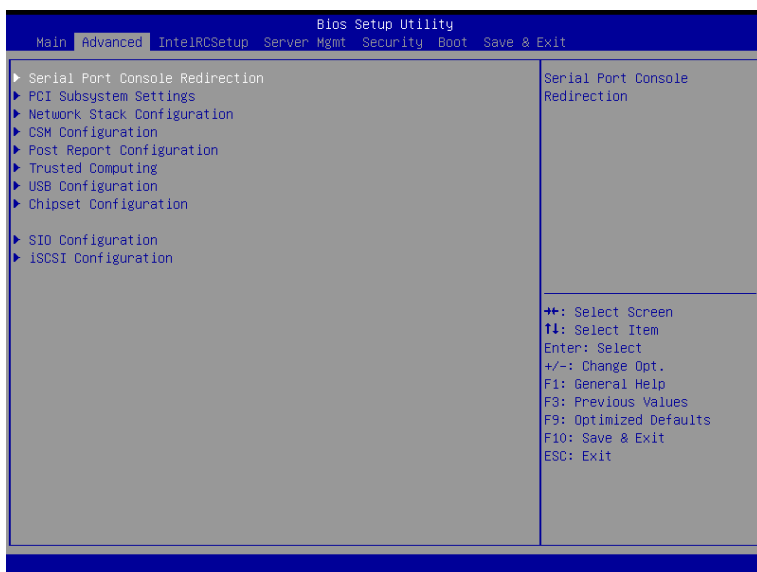 Bios Setup Utility
Main Advanced IntelRCSetup Server Mgmt Security Boot Save & Exit
Serial Port Console Redirection
PCI Subsystem Settings
Network Stack Configuration
CSM Configuration
Post Report Configuration
Trusted Computing
USB Configuration
Chipset Configuration
SIO Configuration
iSCSI Configuration
Serial Port Console
Redirection
→←: Select Screen
↑↓: Select Item
Enter: Select
+/-: Change Opt.
F1: General Help
F3: Previous Values
F9: Optimized Defaults
F10: Save & Exit
ESC: Exit